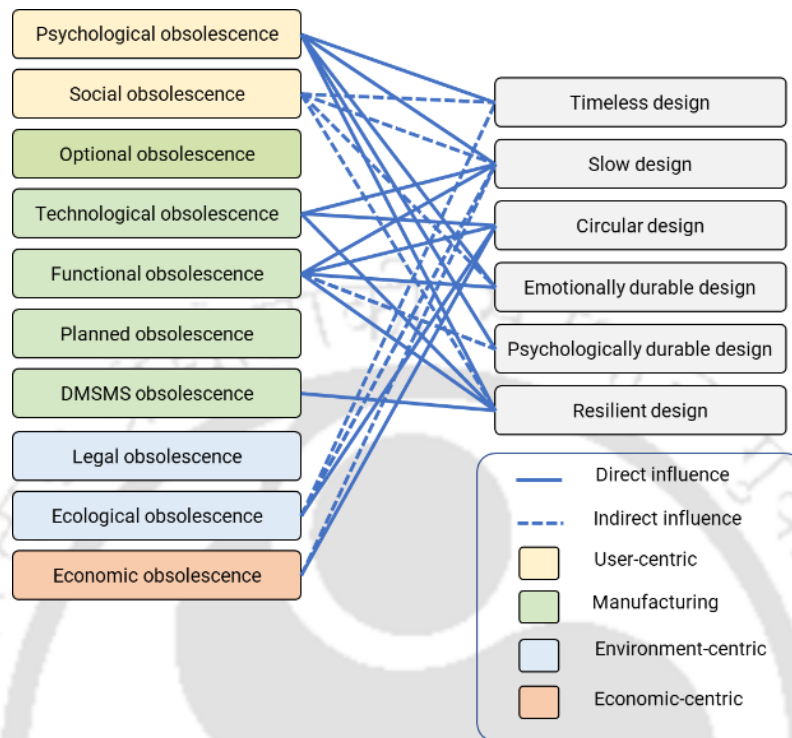 Psychological obsolescence
Social obsolescence
Optional obsolescence
Technological obsolescence
Functional obsolescence
Planned obsolescence
DMSMS obsolescence
Legal obsolescence
Ecological obsolescence
Economic obsolescence
Timeless design
Slow design
Circular design
Emotionally durable design
Psychologically durable design
Resilient design
Direct influence
Indirect influence
User-centric
Manufacturing
Environment-centric
Economic-centric